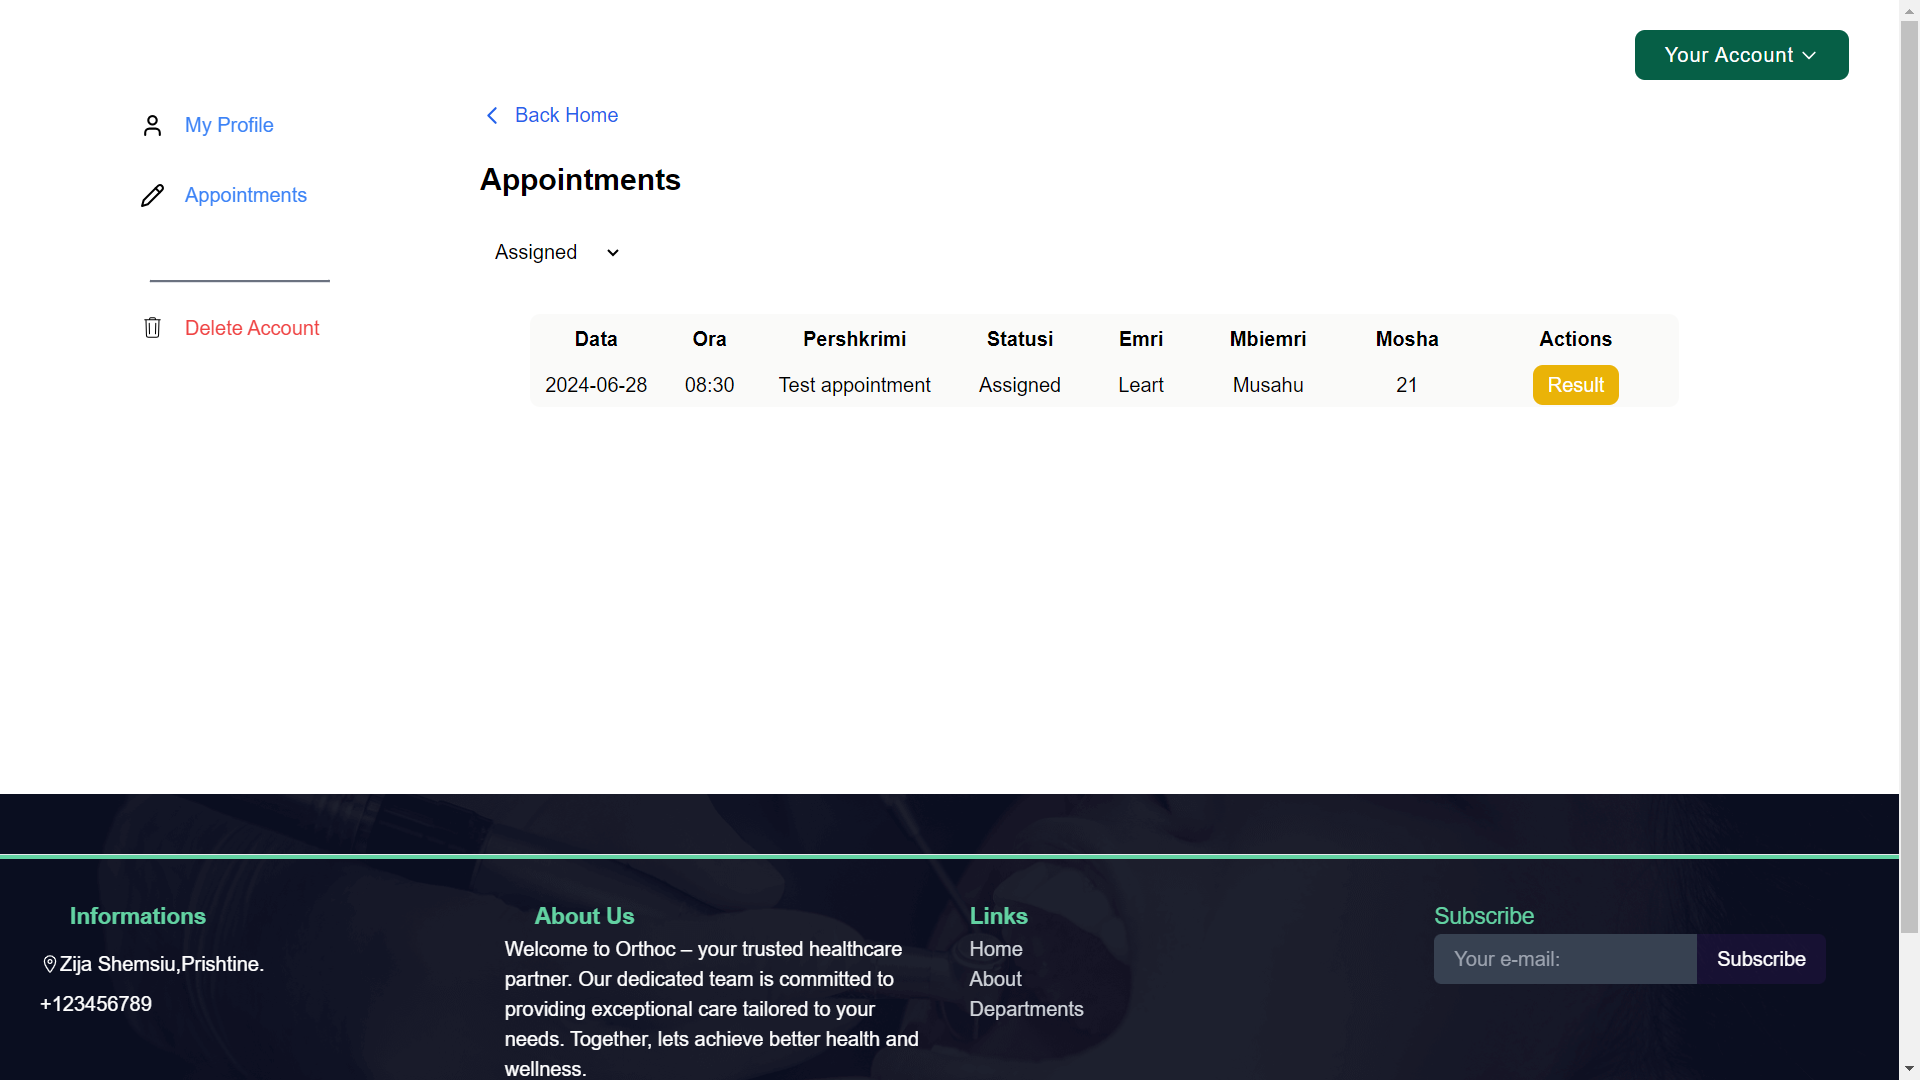 Your Account
My Profile
Appointments
Delete Account
Back Home
Appointments
Assigned
Data Ora Pershkrimi Statusi Emri Mbiemri Mosha Actions
2024-06-28 08:30 Test appointment Assigned Leart Musahu 21 Result
Informations
Zija Shemsiu,Prishtine.
+123456789
About Us
Welcome to Orthoc – your trusted healthcare
partner. Our dedicated team is committed to
providing exceptional care tailored to your
needs. Together, lets achieve better health and
wellness.
Links
Home
About
Departments
Subscribe
Your e-mail: Subscribe